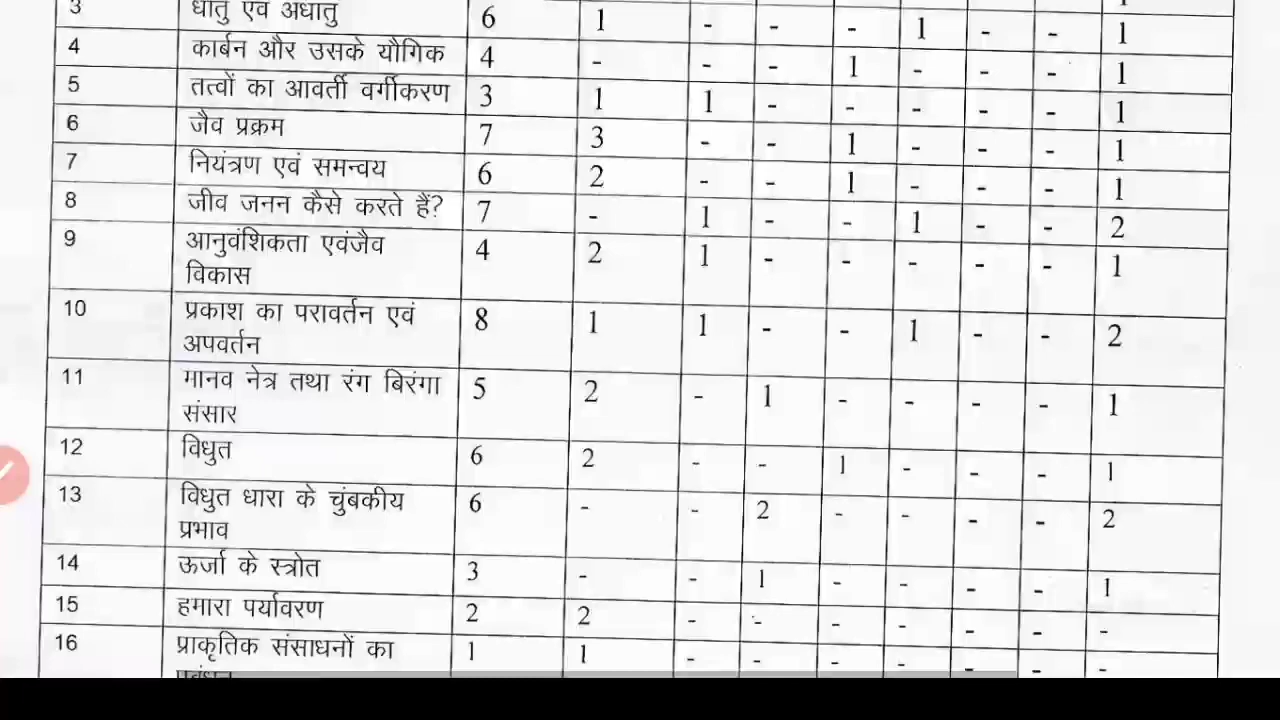 1
3 धातु एवं अधातु 6 1 - - - 1 - - 1
4 कार्बन और उसके यौगिक 4 - - - 1 - - - 1
5 तत्वों का आवर्ती वर्गीकरण 3 1 1 - - - - - 1
6 जैव प्रक्रम 7 3 - - 1 - - - 1
7 नियंत्रण एवं समन्वय 6 2 - - 1 - - - 1
8 जीव जनन कैसे करते हैं? 7 - 1 - - 1 - - 2
9 आनुवंशिकता एवंजैव 4 2 1 - - - - - 1
विकास
10 प्रकाश का परावर्तन एवं 8 1 1 - - 1 - - 2
अपवर्तन
11 मानव नेत्र तथा रंग बिरंगा 5 2 - 1 - - - - 1
संसार
12 विधुत 6 2 - - 1 - - - 1
13 विधुत धारा के चुंबकीय 6 - - 2 - - - - 2
प्रभाव
14 ऊर्जा के स्त्रोत 3 - - 1 - - - - 1
15 हमारा पर्यावरण 2 2 - - - - - - -
16 प्राकृतिक संसाधनों का 1 1 - - - - - - -